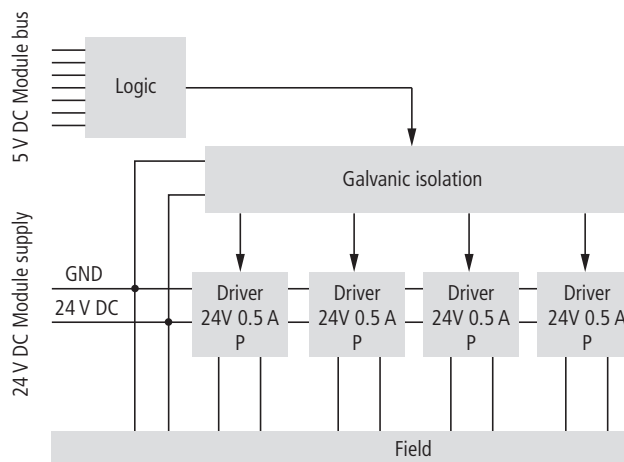 5 V DC Module bus
Logic
Galvanic isolation
24 V DC Module supply
GND
24 V DC
Driver
24V 0.5 A
P
Driver
24V 0.5 A
P
Driver
24V 0.5 A
P
Driver
24V 0.5 A
P
Field